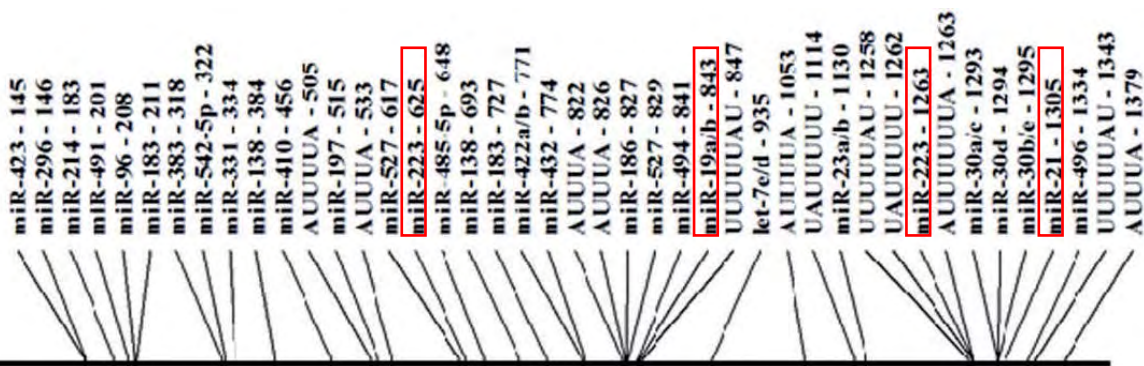 miR-423 - 145
miR-296 - 146
miR-214 - 183
miR-491 - 201
miR-96 - 208
miR-183 - 211
miR-383 - 318
miR-542-5p - 322
miR-331 - 334
miR-138 - 384
miR-410 - 456
AUUUUA - 505
miR-197 - 515
AUUUA - 533
miR-527 - 617
miR-223 - 625
miR-485-5p - 648
miR-138 - 693
miR-183 - 727
miR-422a/b - 771
miR-432 - 774
AUUUA - 822
AUUUA - 826
miR-186 - 827
miR-527 - 829
miR-494 - 841
miR-19a/b - 843
UUUUUAU - 847
let-7e/d - 935
AUUUUA - 1053
UAUUUUU - 1114
miR-23a/b - 1130
UUUUUAU - 1258
UAUUUUU - 1262
miR-223 - 1263
AUUUUUUA - 1263
miR-30a/c - 1293
miR-30d - 1294
miR-30b/e - 1295
miR-21 - 1305
miR-496 - 1334
UUUUUAU - 1343
AUUUA - 1379